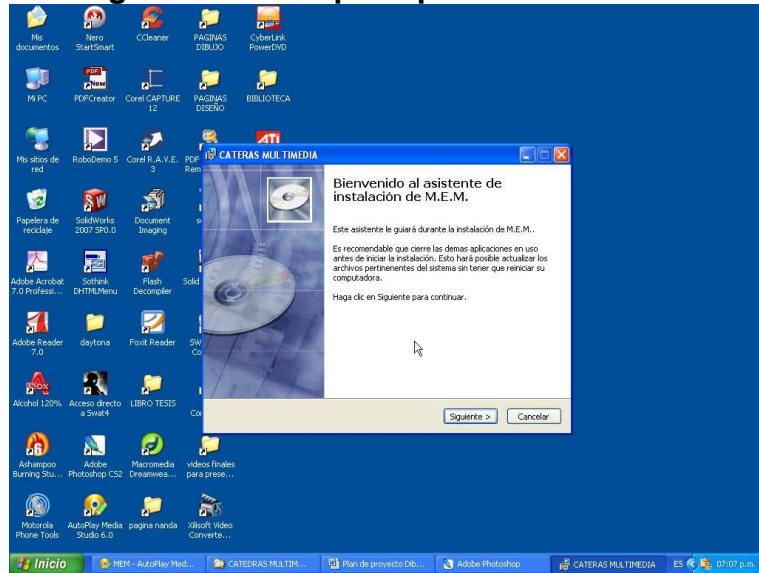 Mis documentos
Nero StartSmart
CCleaner
PAGINAS DIBUJO
CyberLink PowerDVD
Mi PC
PDFCreator
Corel CAPTURE 12
PAGINAS DISEÑO
BIBLIOTECA
Mis sitios de red
RoboDemo 5
Corel R.A.V.E. 3
PDF
Rem
ATI
Papelera de reciclaje
SolidWorks 2007 SP0.0
Document Imaging
Adobe Acrobat 7.0 Professi...
Sothink DHTMLMenu
Flash Decompiler
Solid
Adobe Reader 7.0
daytona
Foxit Reader
SW
Co
Alcohol 120%
Acceso directo a Swat4
LIBRO TESIS
Co
Ashampoo Burning Stu...
Adobe Photoshop CS2
Macromedia Dreamwea...
videos finales para prese...
Motorola Phone Tools
AutoPlay Media Studio 6.0
pagina nanda
Xilisoft Video Converte...
CATERAS MULTIMEDIA
Bienvenido al asistente de
instalación de M.E.M.
Este asistente le guiará durante la instalación de M.E.M..
Es recomendable que cierre las demas aplicaciones en uso
antes de iniciar la instalación. Esto hará posible actualizar los
archivos pertinenentes del sistema sin tener que reiniciar su
computadora.
Haga clic en Siguiente para continuar.
Siguiente >
Cancelar
Inicio
MEM - AutoPlay Med...
CATEDRAS MULTIM...
Plan de proyecto Dib...
Adobe Photoshop
CATERAS MULTIMEDIA
ES
07:07 p.m.